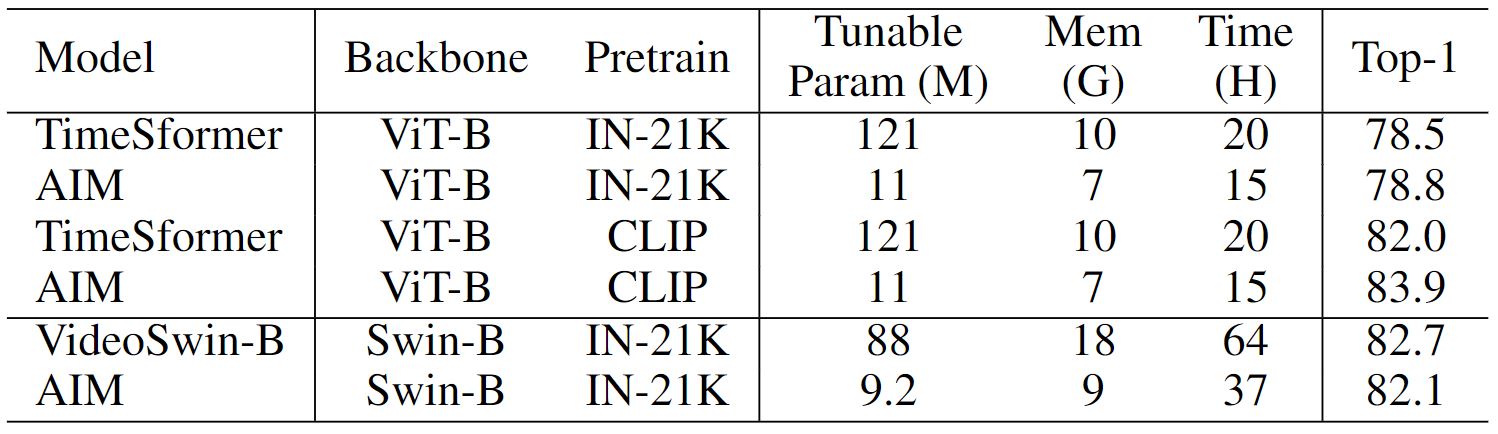 Model Backbone Pretrain Tunable Param (M) Mem (G) Time (H) Top-1
TimeSformer ViT-B IN-21K 121 10 20 78.5
AIM ViT-B IN-21K 11 7 15 78.8
TimeSformer ViT-B CLIP 121 10 20 82.0
AIM ViT-B CLIP 11 7 15 83.9
VideoSwin-B Swin-B IN-21K 88 18 64 82.7
AIM Swin-B IN-21K 9.2 9 37 82.1